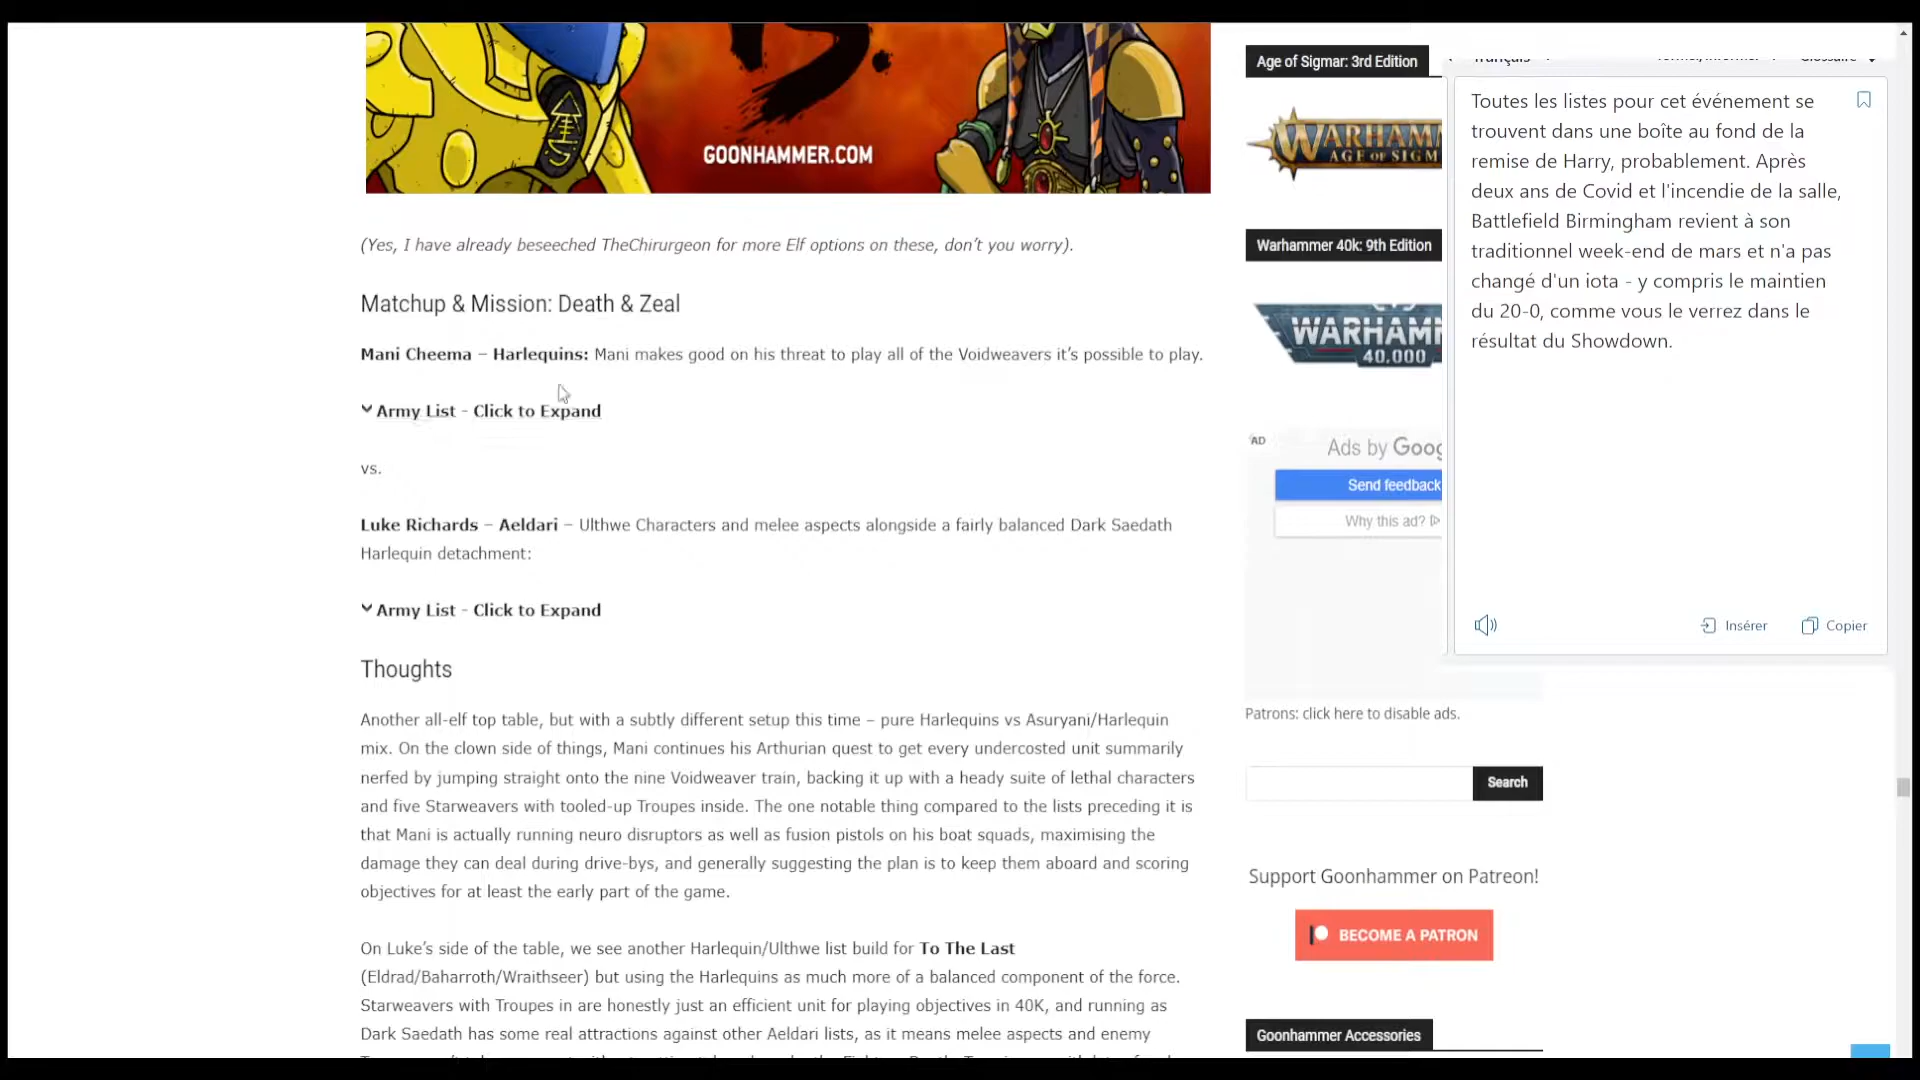 GOONHAMMER.COM
(Yes, I have already beseeched TheChirurgeon for more Elf options on these, don’t you worry).
Matchup & Mission: Death & Zeal
Mani Cheema – Harlequins: Mani makes good on his threat to play all of the Voidweavers it’s possible to play.
Army List - Click to Expand
vs.
Luke Richards – Aeldari – Ulthwe Characters and melee aspects alongside a fairly balanced Dark Saedath
Harlequin detachment:
Army List - Click to Expand
Thoughts
Another all-elf top table, but with a subtly different setup this time – pure Harlequins vs Asuryani/Harlequin
mix. On the clown side of things, Mani continues his Arthurian quest to get every undercosted unit summarily
nerfed by jumping straight onto the nine Voidweaver train, backing it up with a heady suite of lethal characters
and five Starweavers with tooled-up Troupes inside. The one notable thing compared to the lists preceding it is
that Mani is actually running neuro disruptors as well as fusion pistols on his boat squads, maximising the
damage they can deal during drive-bys, and generally suggesting the plan is to keep them aboard and scoring
objectives for at least the early part of the game.
On Luke’s side of the table, we see another Harlequin/Ulthwe list build for To The Last
(Eldrad/Baharroth/Wraithseer) but using the Harlequins as much more of a balanced component of the force.
Starweavers with Troupes in are honestly just an efficient unit for playing objectives in 40K, and running as
Dark Saedath has some real attractions against other Aeldari lists, as it means melee aspects and enemy
Age of Sigmar: 3rd Edition
WARHAM
AGE OF SIGM
Warhammer 40k: 9th Edition
WARHAM
40,000
AD
Ads by Goog
Send feedback
Why this ad?
Patrons: click here to disable ads.
Search
Support Goonhammer on Patreon!
BECOME A PATRON
Goonhammer Accessories
français
Glossaire
Toutes les listes pour cet événement se
trouvent dans une boîte au fond de la
remise de Harry, probablement. Après
deux ans de Covid et l'incendie de la salle,
Battlefield Birmingham revient à son
traditionnel week-end de mars et n'a pas
changé d'un iota - y compris le maintien
du 20-0, comme vous le verrez dans le
résultat du Showdown.
Insérer
Copier